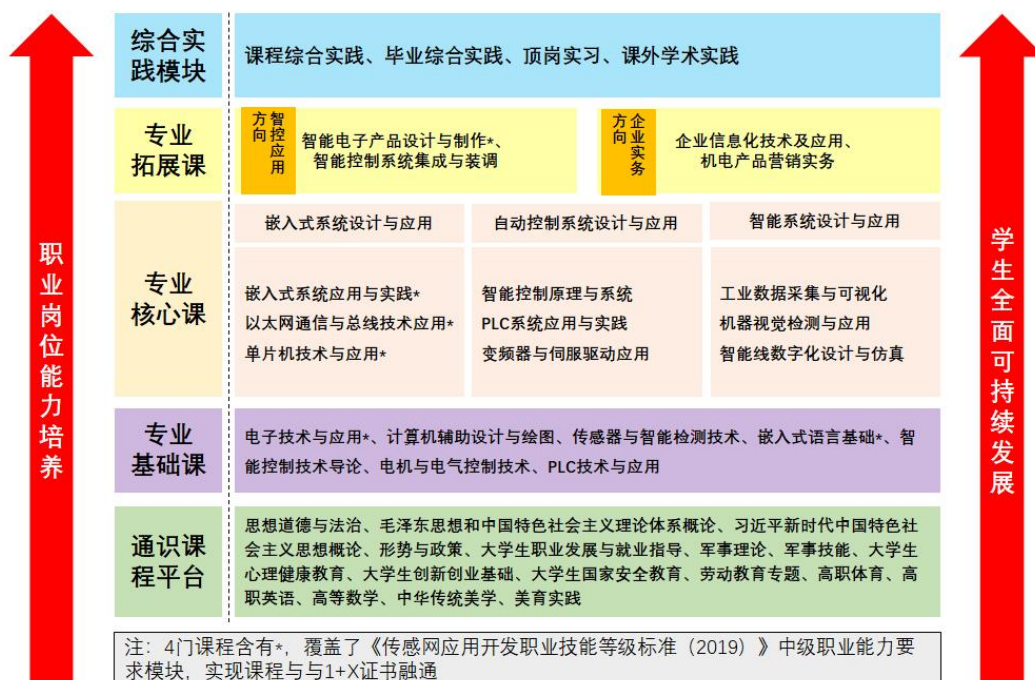 职业岗位能力培养
综合实
践模块
课程综合实践、毕业综合实践、顶岗实习、课外学术实践
专业
拓展课
智控应用
方向
智能电子产品设计与制作*、
智能控制系统集成与装调
企业实务
方向
企业信息化技术及应用、
机电产品营销实务
专业
核心课
嵌入式系统设计与应用
嵌入式系统应用与实践*
以太网通信与总线技术应用*
单片机技术与应用*
自动控制系统设计与应用
智能控制原理与系统
PLC系统应用与实践
变频器与伺服驱动应用
智能系统设计与应用
工业数据采集与可视化
机器视觉检测与应用
智能线数字化设计与仿真
专业
基础课
电子技术与应用*、计算机辅助设计与绘图、传感器与智能检测技术、嵌入式语言基础*、智
能控制技术导论、电机与电气控制技术、PLC技术与应用
通识课
程平台
思想道德与法治、毛泽东思想和中国特色社会主义理论体系概论、习近平新时代中国特色社
会主义思想概论、形势与政策、大学生职业发展与就业指导、军事理论、军事技能、大学生
心理健康教育、大学生创新创业基础、大学生国家安全教育、劳动教育专题、高职体育、高
职英语、高等数学、中华传统美学、美育实践
注：4门课程含有*，覆盖了《传感网应用开发职业技能等级标准（2019）》中级职业能力要
求模块，实现课程与与1+X证书融通
学生全面可持续发展